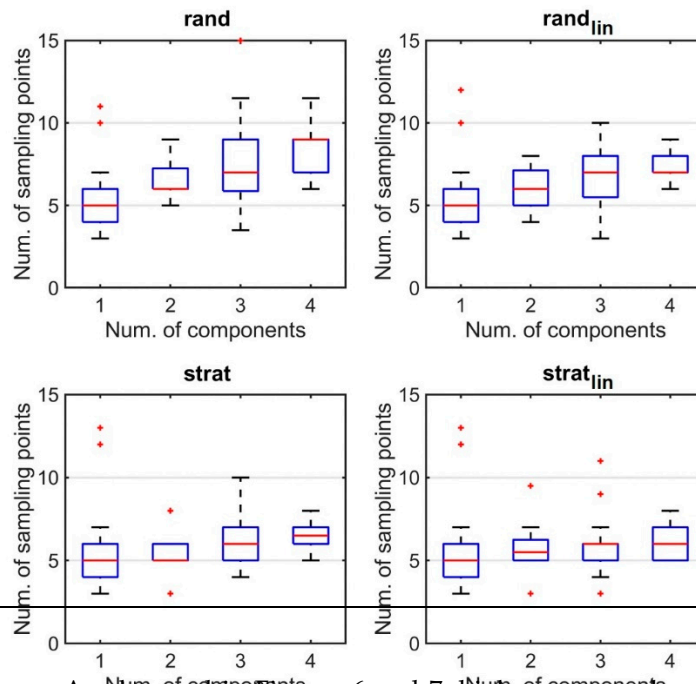 rand
rand_lin
15
10
5
0
Num. of sampling points
1 2 3 4
Num. of components
15
10
5
0
Num. of sampling points
1 2 3 4
Num. of components
strat
strat_lin
15
10
5
0
Num. of sampling points
1 2 3 4
Num. of components
15
10
5
0
Num. of sampling points
1 2 3